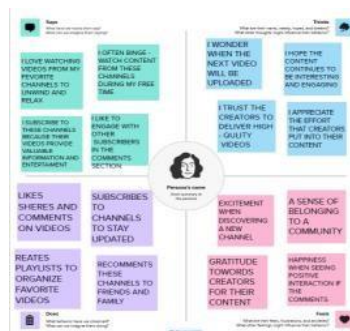 Says
Thinks
I LOVE WATCHING
VIDEOS FROM MY
FEVORITE
CHANNELS TO
UNWIND AND
RELAX
I OFTEN BINGE -
WATCH CONTENT
FROM THESE
CHANNELS
DURING MY FREE
TIME
I SUBSCRIBE TO
THESE CHANNELS
BECAUSE THEIR
VIDEOS PROVIDE
VALUABLE
INFORMATION AND
ENTERTAIMENT
I LIKE TO
ENGAGE WITH
OTHER
SUBSCRIBERS
IN THE
COMMENTS
SECTION
I WONDER
WHEN THE
NEXT VIDEO
WILL BE
UPLOADED
I HOPE THE
CONTENT
CONTINUES TO
BE INTERESTING
AND ENGAGING
I TRUST THE
CREATORS TO
DELIVER HIGH
- GULITY
VIDEOS
I APPRECIATE
THE EFFORT
THAT CREATORS
PUT INTO THEIR
CONTENT
Persona's name
LIKES
SHERES AND
COMMENTS
ON VIDEOS
SUBSCRIBES
TO
CHANNELS
TO STAY
UPDATED
REATES
PLAYLISTS TO
ORGANIZE
FAVORITE
VIDEOS
RECOMMENTS
THESE
CHANNELS TO
FRIENDS AND
FAMILY
EXCITEMENT
WHEN
DISCOVERING
A NEW
CHANNEL
A SENSE OF
BELONGING TO
A
COMMUNITY
GRATITUDE
TOWORDS
CREATORS
FOR THEIR
CONTENT
HAPPINESS
WHEN SEEING
POSITIVE
INTERACTION IF
THE
COMMENTS
Does
Feels